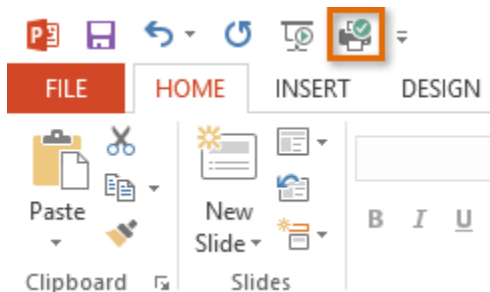 P
FILE HOME INSERT DESIGN
Paste
New
Slide
B I U
Clipboard Slides